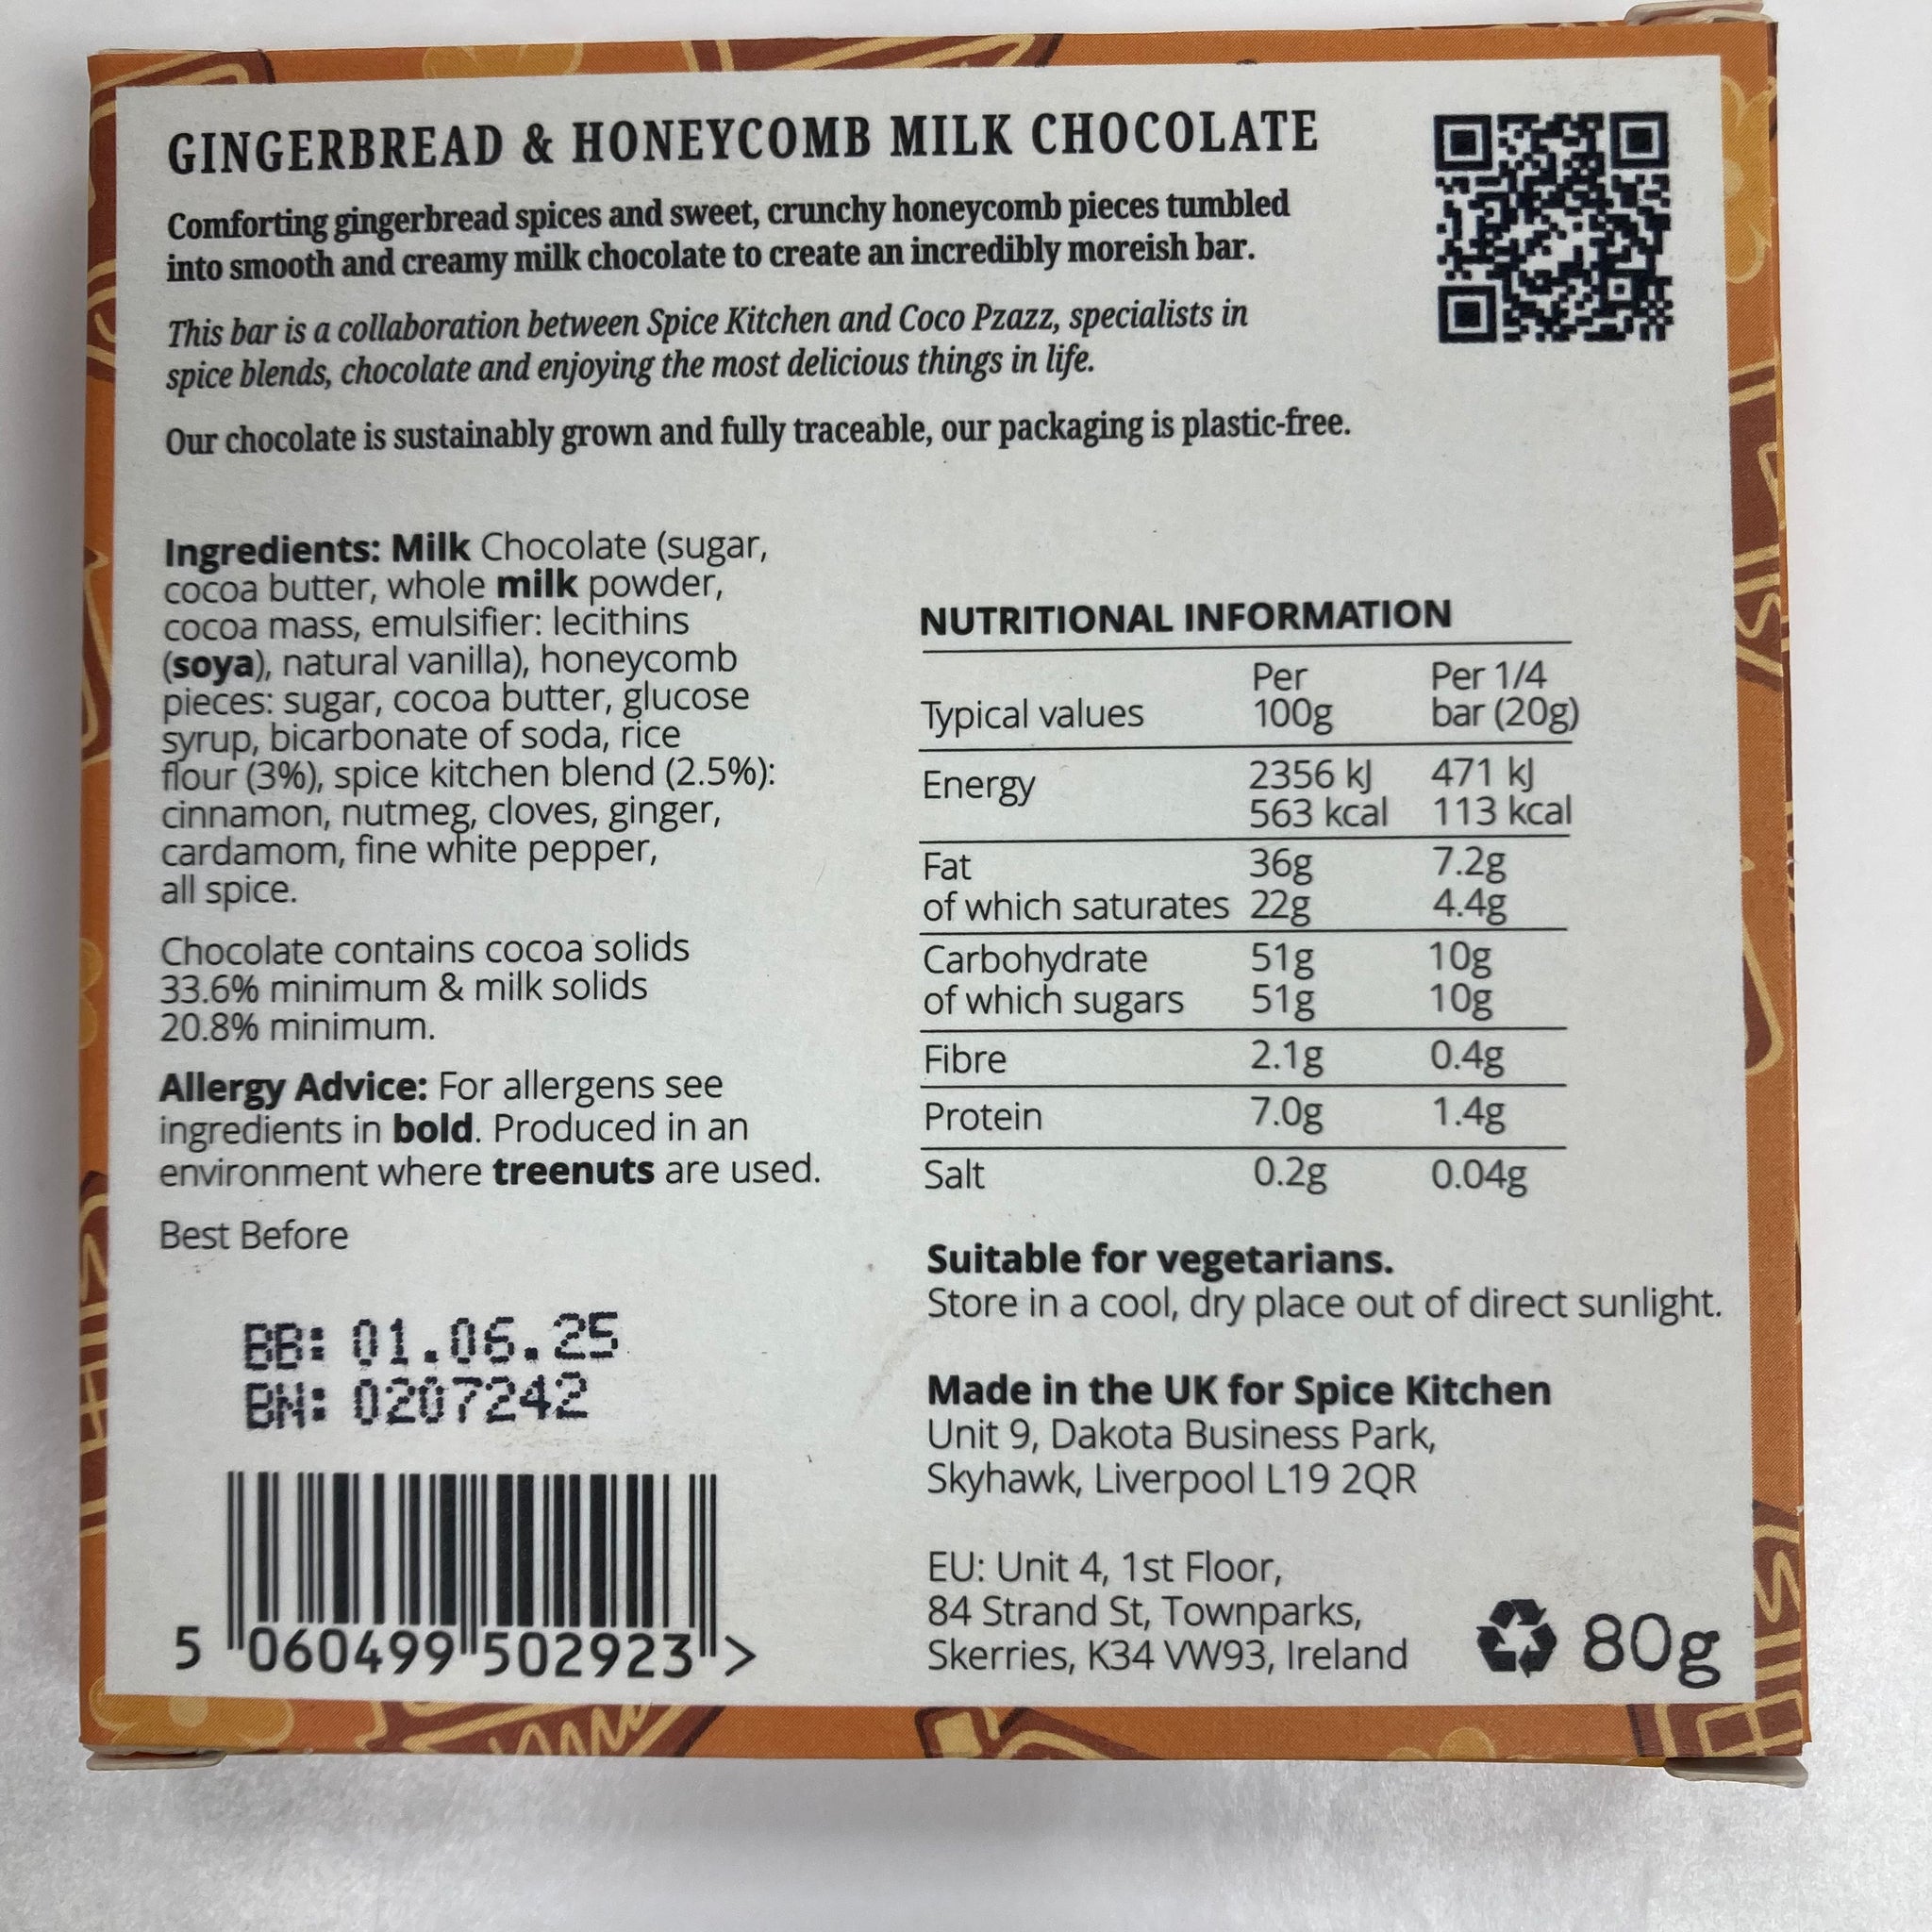 GINGERBREAD & HONEYCOMB MILK CHOCOLATE
Comforting gingerbread spices and sweet, crunchy honeycomb pieces tumbled
into smooth and creamy milk chocolate to create an incredibly moreish bar.
This bar is a collaboration between Spice Kitchen and Coco Pzazz, specialists in
spice blends, chocolate and enjoying the most delicious things in life.
Our chocolate is sustainably grown and fully traceable, our packaging is plastic-free.
Ingredients: Milk Chocolate (sugar,
cocoa butter, whole milk powder,
cocoa mass, emulsifier: lecithins
(soya), natural vanilla), honeycomb
pieces: sugar, cocoa butter, glucose
syrup, bicarbonate of soda, rice
flour (3%), spice kitchen blend (2.5%):
cinnamon, nutmeg, cloves, ginger,
cardamom, fine white pepper,
all spice.
Chocolate contains cocoa solids
33.6% minimum & milk solids
20.8% minimum.
Allergy Advice: For allergens see
ingredients in bold. Produced in an
environment where treenuts are used.
Best Before
BB: 01.06.25
BN: 0207242
5 060499 502923 >
NUTRITIONAL INFORMATION
Typical values Per 100g Per 1/4 bar (20g)
Energy 2356 kJ 471 kJ
563 kcal 113 kcal
Fat 36g 7.2g
of which saturates 22g 4.4g
Carbohydrate 51g 10g
of which sugars 51g 10g
Fibre 2.1g 0.4g
Protein 7.0g 1.4g
Salt 0.2g 0.04g
Suitable for vegetarians.
Store in a cool, dry place out of direct sunlight.
Made in the UK for Spice Kitchen
Unit 9, Dakota Business Park,
Skyhawk, Liverpool L19 2QR
EU: Unit 4, 1st Floor,
84 Strand St, Townparks,
Skerries, K34 VW93, Ireland
80g